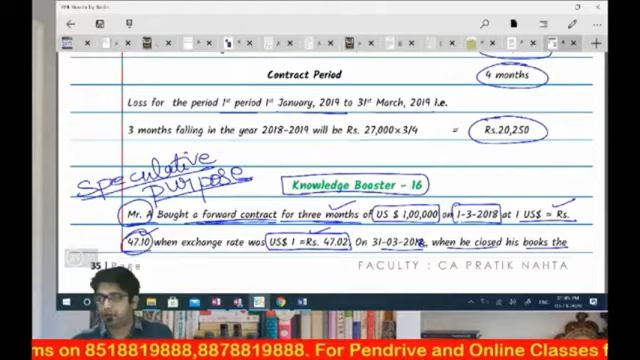 Contract Period
4 months
Loss for the period 1st period 1st January, 2019 to 31st March, 2019 i.e.
3 months falling in the year 2018-2019 will be Rs. 27,000×3/4 = Rs.20,250
Speculative
purpose
Knowledge Booster - 16
Mr. A Bought a forward contract for three months of US $ 1,00,000 on 1-3-2018 at 1 US$ = Rs.
47.10 when exchange rate was US$ 1 =Rs. 47.02. On 31-03-2018, when he closed his books the
35 | Page
FACULTY : CA PRATIK NAHTA
ENG
ms on 8518819888,8878819888. For Pendrive and Online Classes f